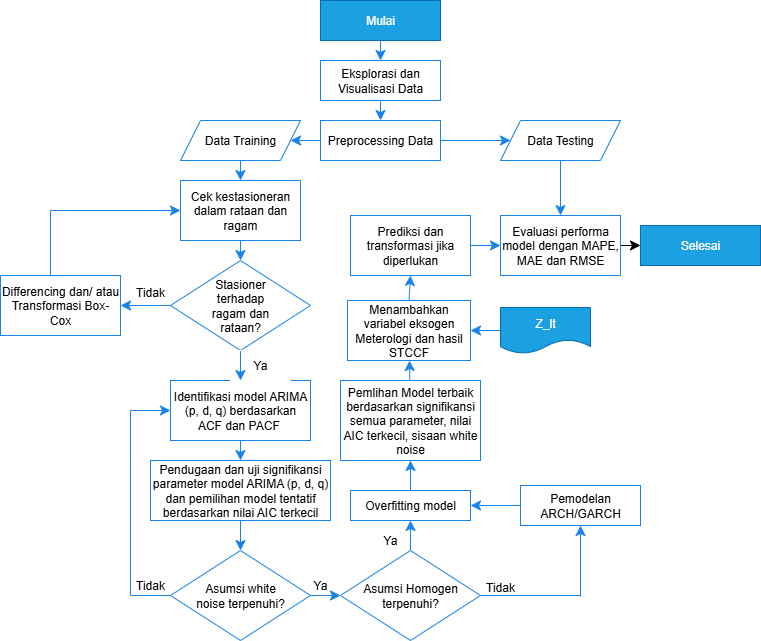 Mulai
Eksplorasi dan
Visualisasi Data
Data Training
Preprocessing Data
Data Testing
Cek kestasioneran
dalam rataan dan
ragam
Prediksi dan
transformasi jika
diperlukan
Evaluasi performa
model dengan MAPE,
MAE dan RMSE
Selesai
Differencing dan/ atau
Transformasi Box-
Cox
Tidak
Stasioner
terhadap
ragam dan
rataan?
Menambahkan
variabel eksogen
Meterologi dan hasil
STCCF
Z_It
Ya
Identifikasi model ARIMA
(p, d, q) berdasarkan
ACF dan PACF
Pemlihan Model terbaik
berdasarkan signifikansi
semua parameter, nilai
AIC terkecil, sisaan white
noise
Pendugaan dan uji signifikansi
parameter model ARIMA (p, d, q)
dan pemilihan model tentatif
berdasarkan nilai AIC terkecil
Overfitting model
Pemodelan
ARCH/GARCH
Ya
Tidak
Asumsi white
noise terpenuhi?
Ya
Asumsi Homogen
terpenuhi?
Tidak